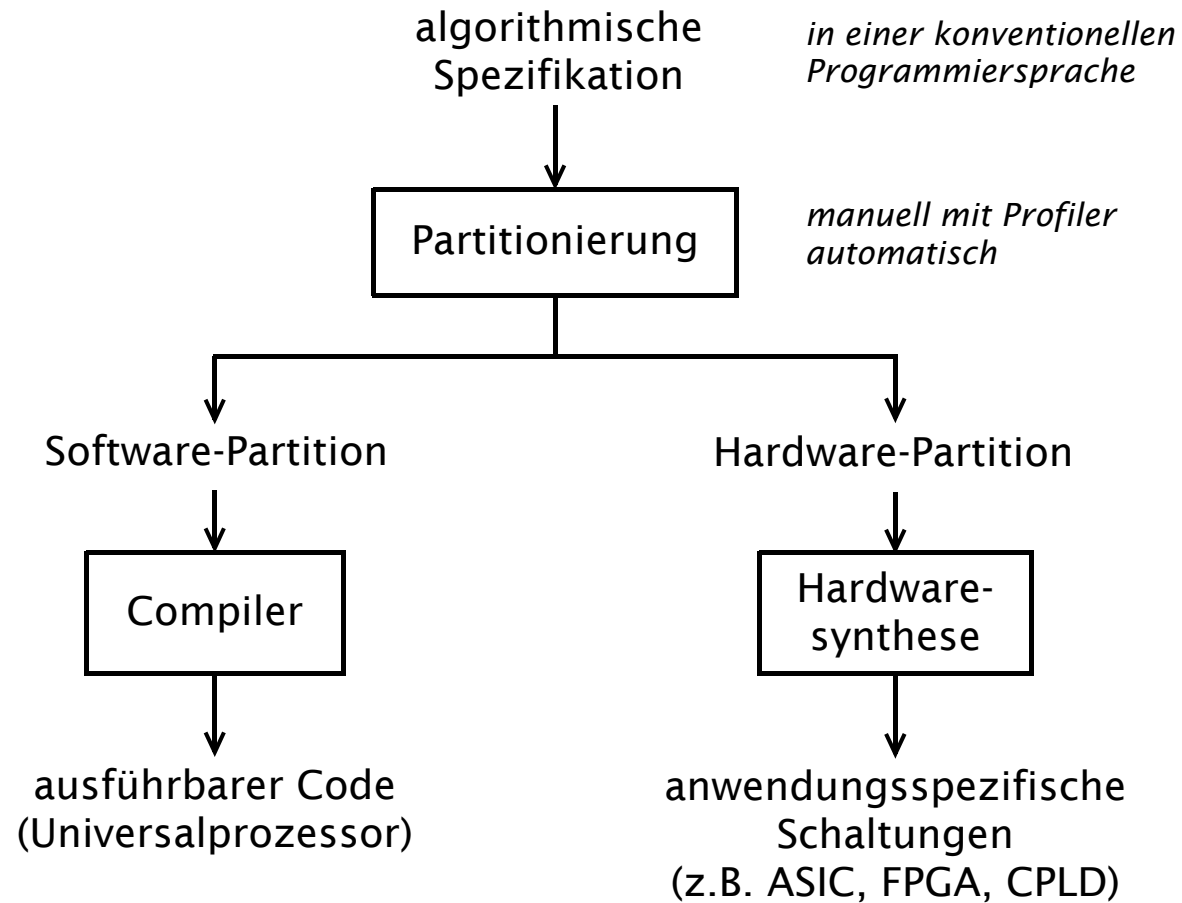 algorithmische
Spezifikation
in einer konventionellen
Programmiersprache
Partitionierung
manuell mit Profiler
automatisch
Software-Partition
Hardware-Partition
Compiler
Hardware-
synthese
ausführbarer Code
(Universalprozessor)
anwendungsspezifische
Schaltungen
(z.B. ASIC, FPGA, CPLD)